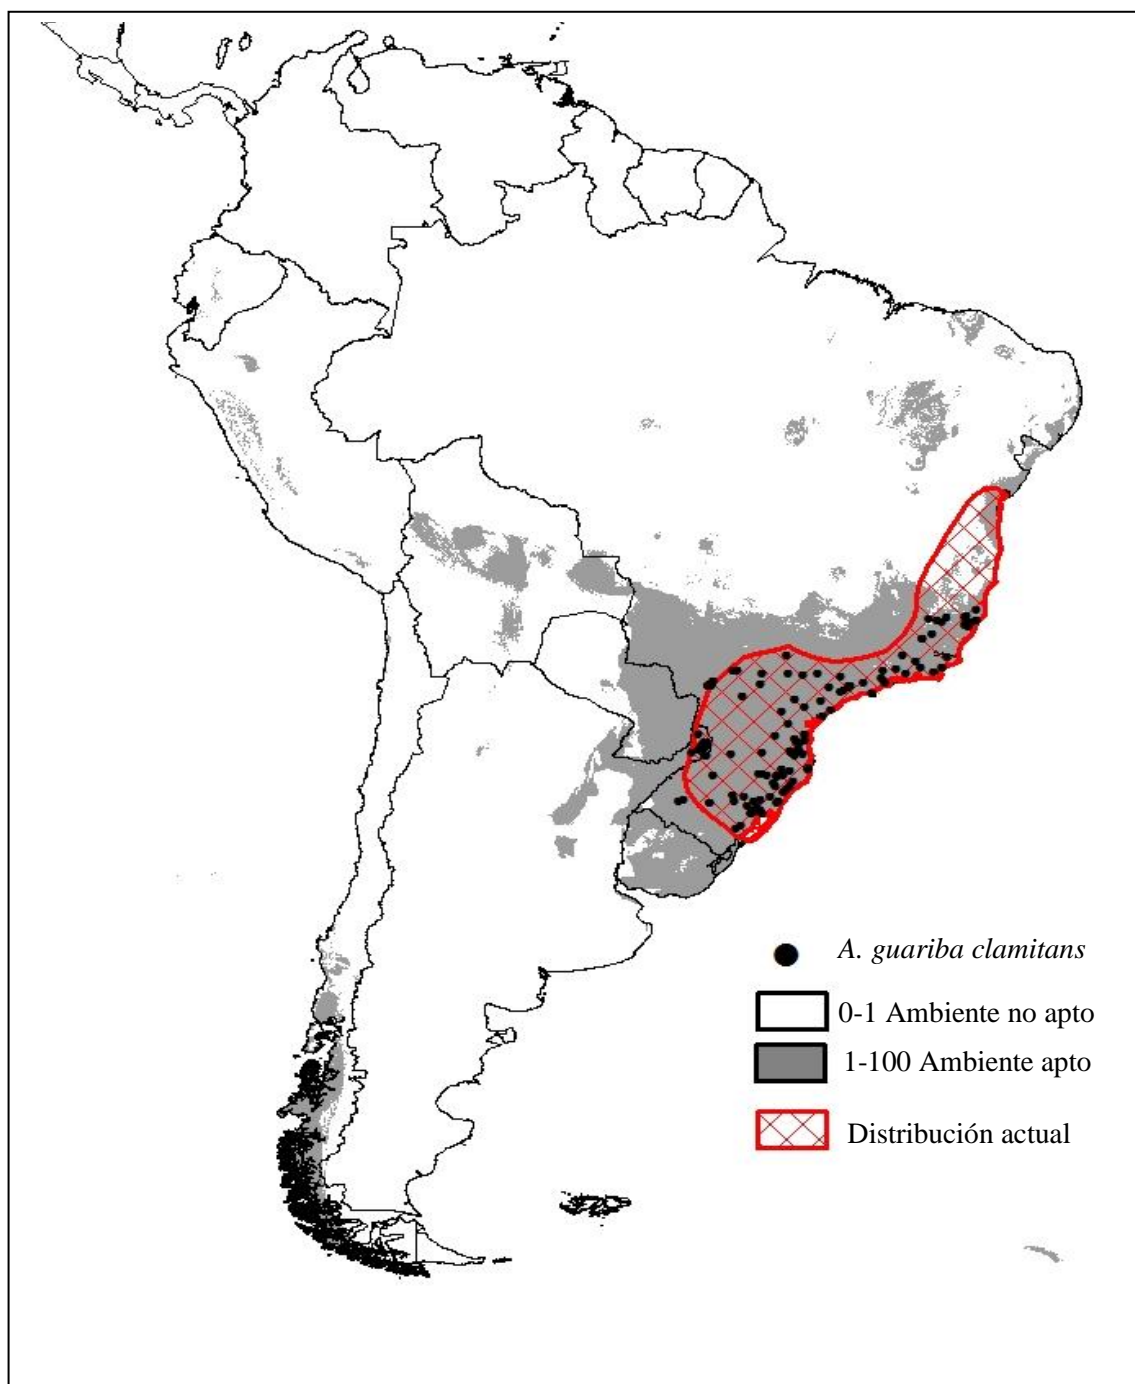 A. guariba clamitans
0-1 Ambiente no apto
1-100 Ambiente apto
Distribución actual